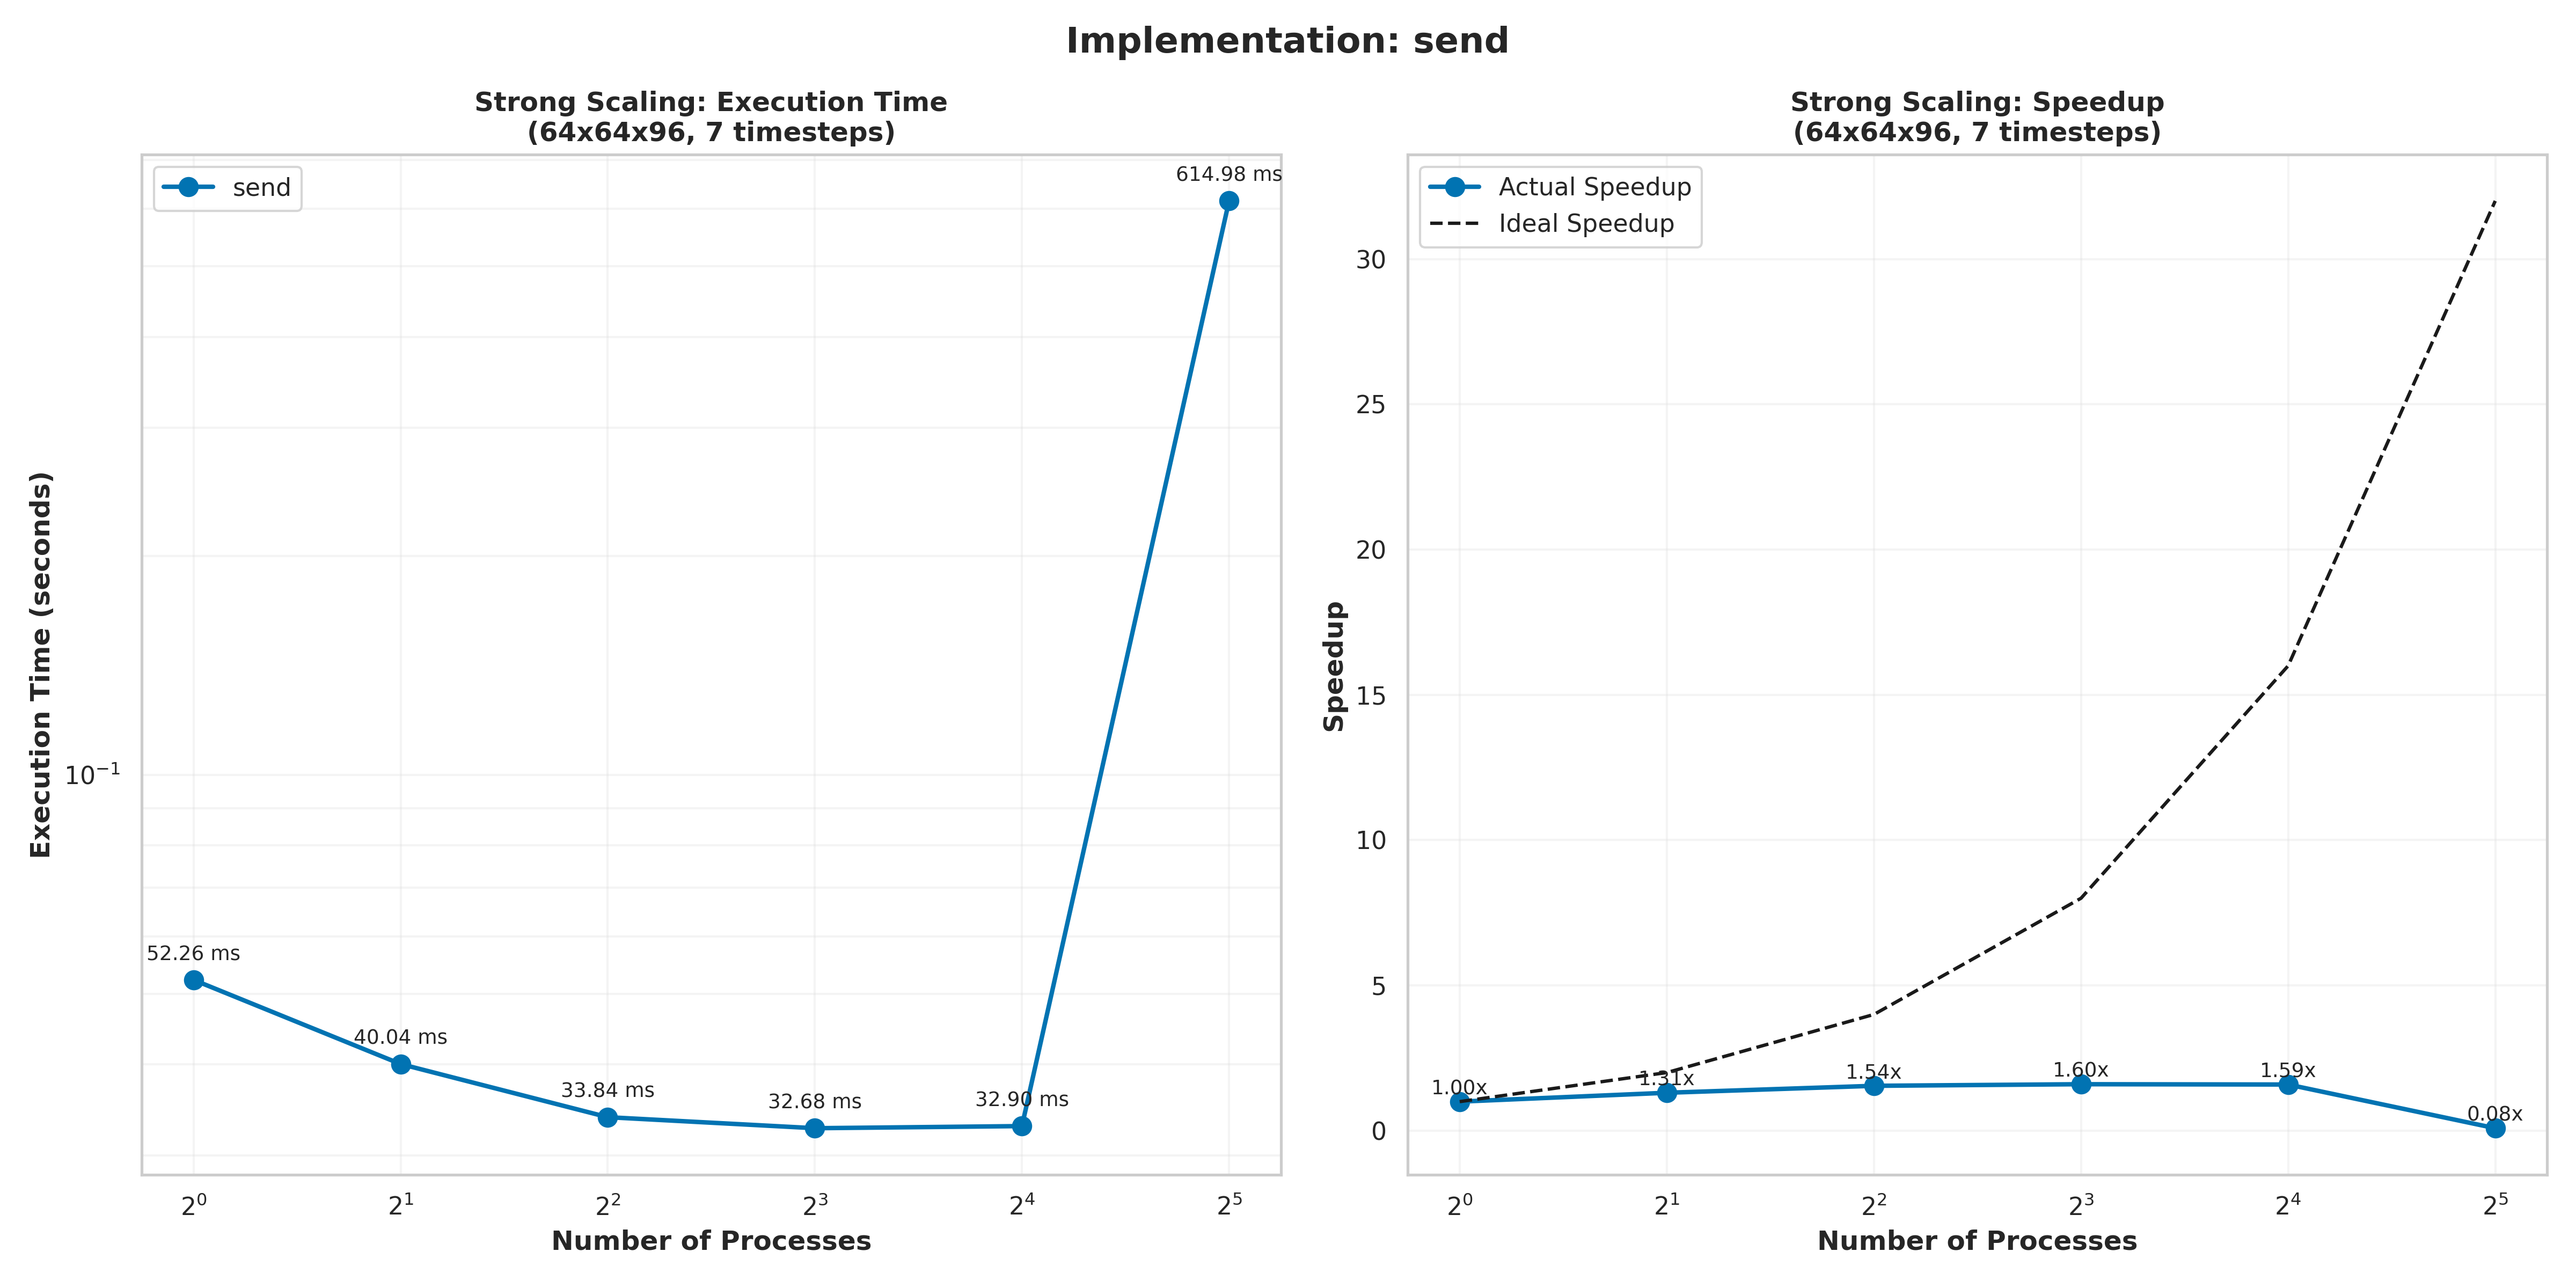 Implementation: send
Strong Scaling: Execution Time
(64x64x96, 7 timesteps)
send
614.98 ms
52.26 ms
40.04 ms
33.84 ms
32.68 ms
32.90 ms
10⁻¹
Execution Time (seconds)
2⁰
2¹
2²
2³
2⁴
2⁵
Number of Processes
Strong Scaling: Speedup
(64x64x96, 7 timesteps)
Actual Speedup
Ideal Speedup
30
25
20
15
10
5
0
Speedup
1.00x
1.31x
1.54x
1.60x
1.59x
0.08x
2⁰
2¹
2²
2³
2⁴
2⁵
Number of Processes